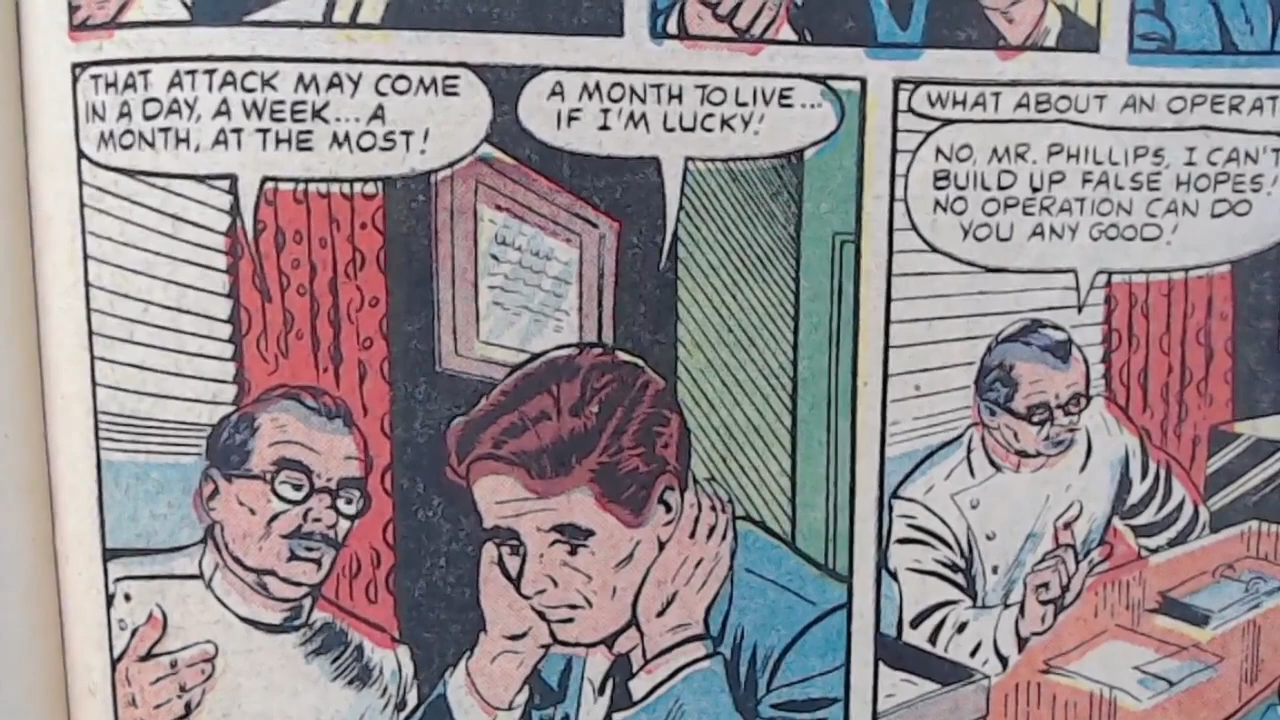 THAT ATTACK MAY COME
IN A DAY, A WEEK... A
MONTH, AT THE MOST!
A MONTH TO LIVE...
IF I'M LUCKY!
WHAT ABOUT AN
NO, MR. PHILLIPS, I CAN'T
BUILD UP FALSE HOPES!
NO OPERATION CAN DO
YOU ANY GOOD!